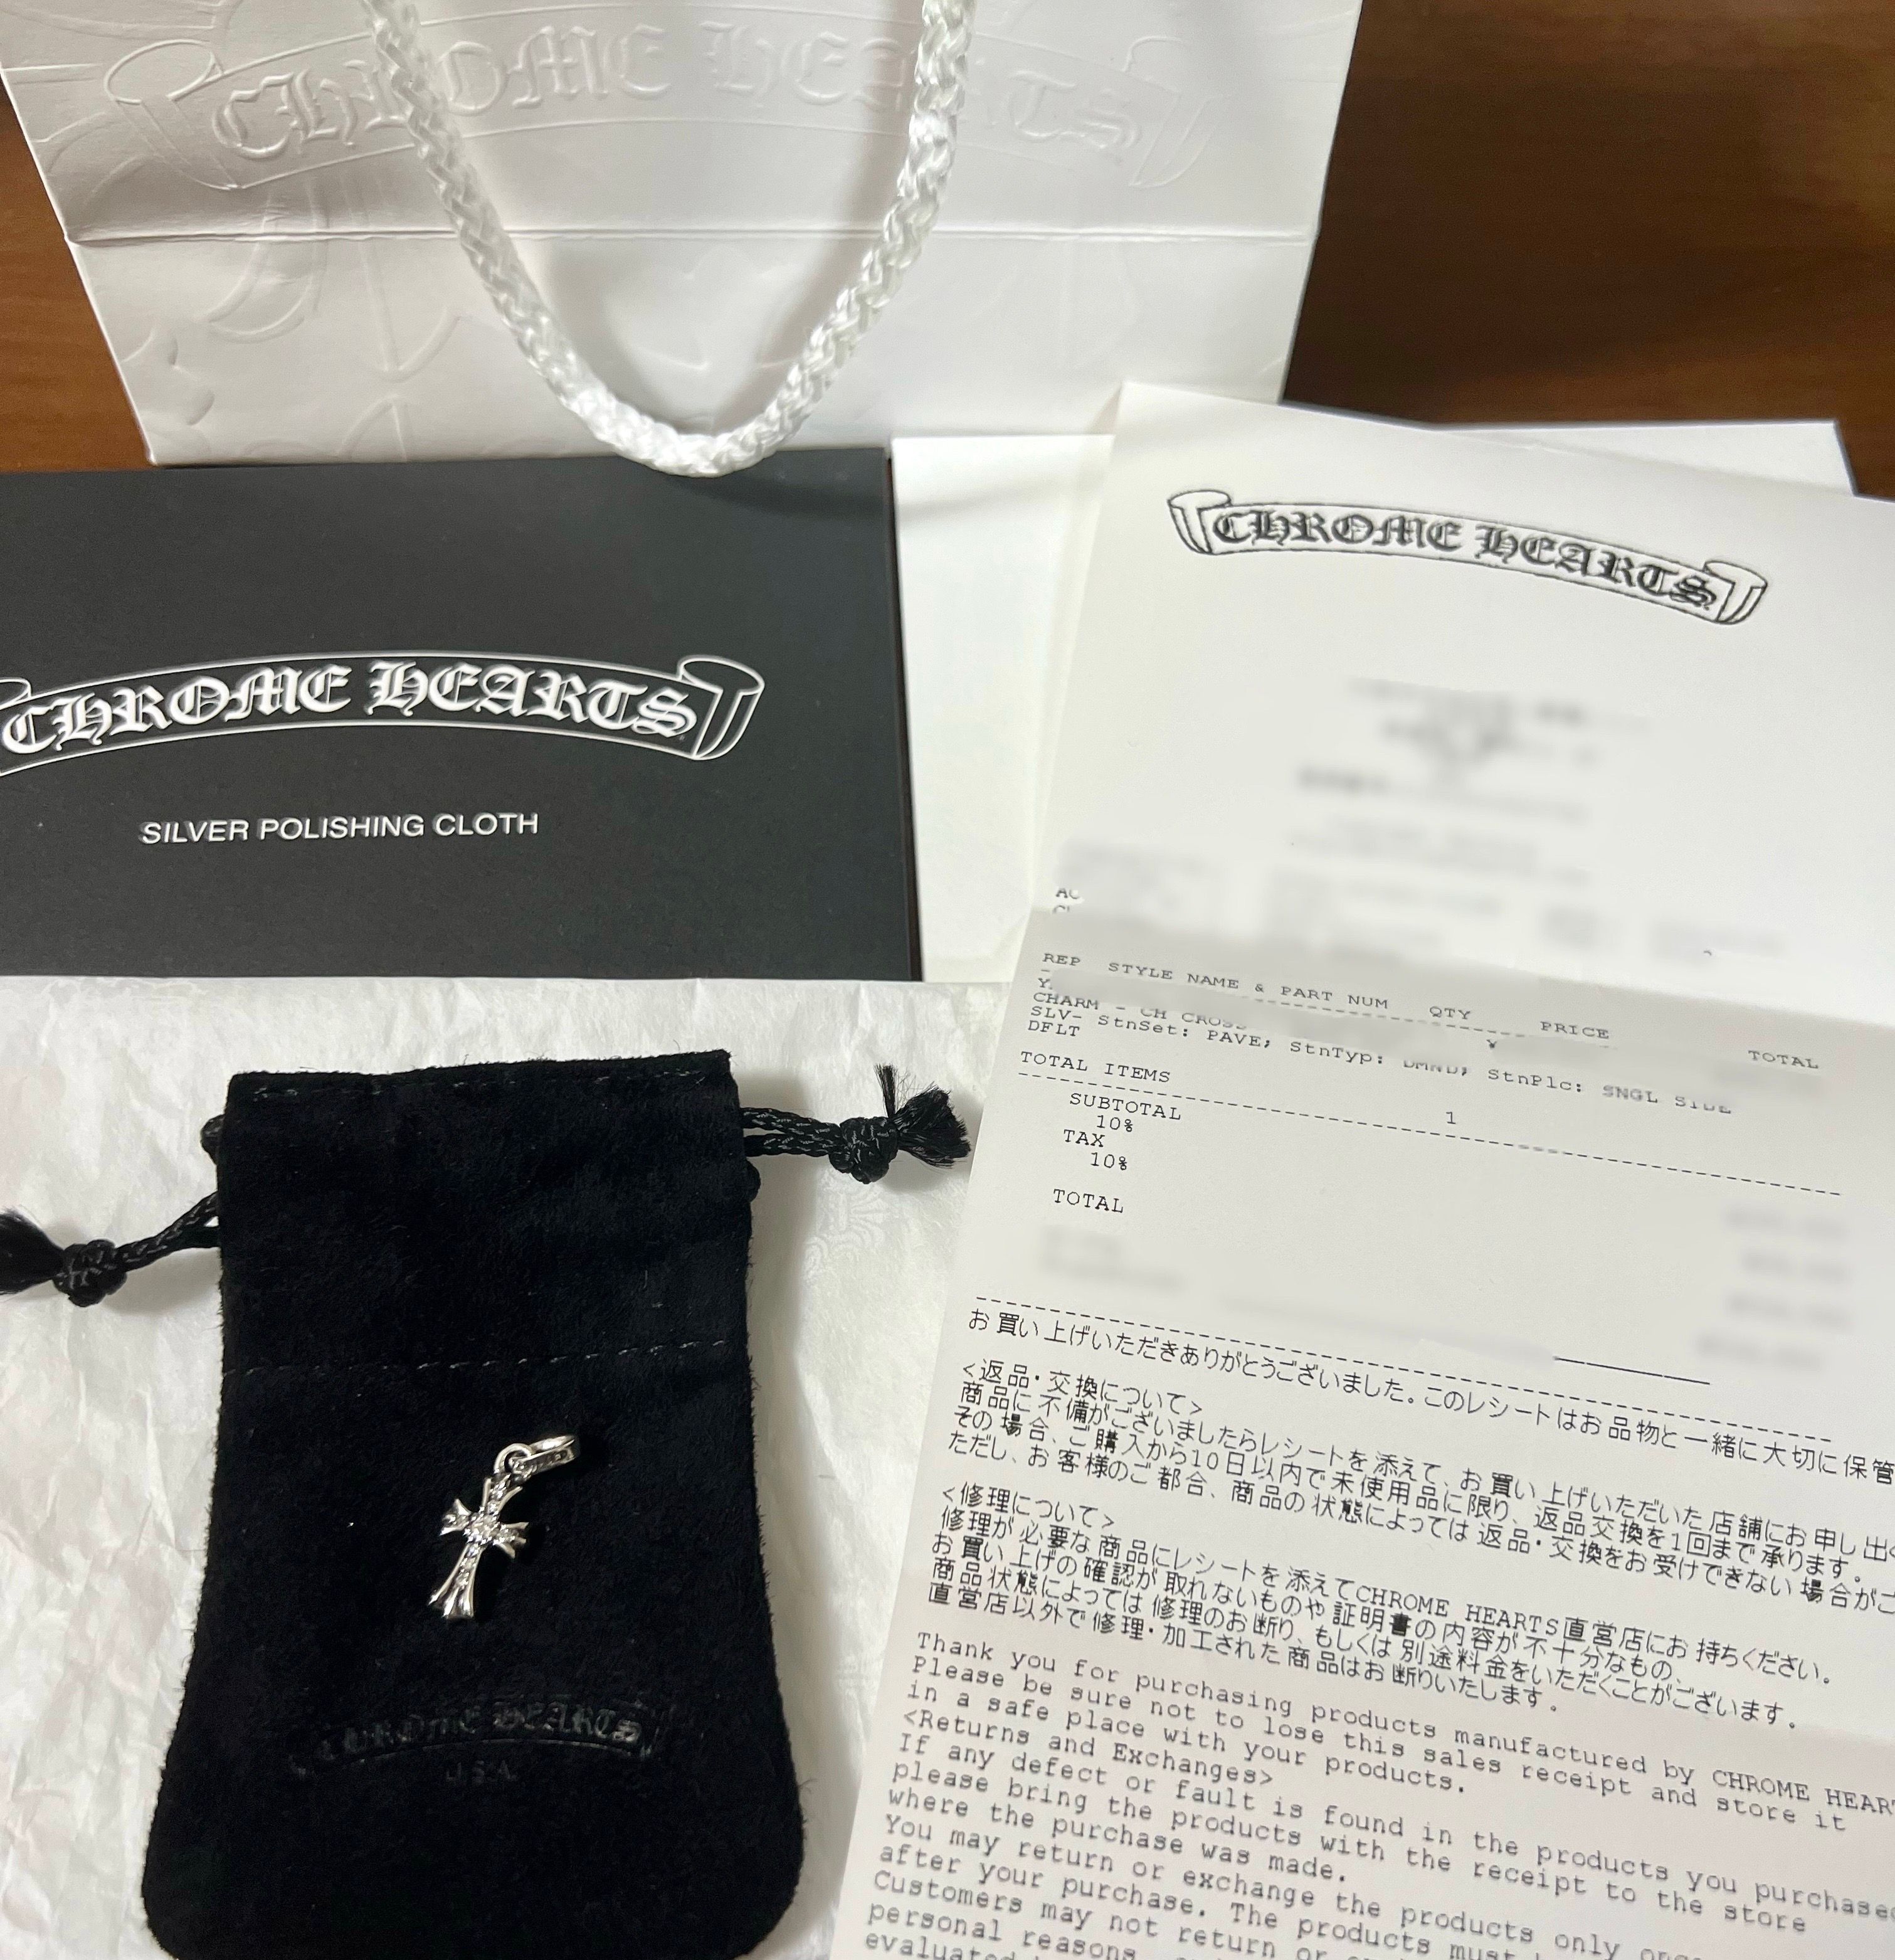 CHROME HEARTS
CHROME HEARTS
SILVER POLISHING CLOTH
CHROME HEARTS
REP STYLE NAME & PART NUM QTY PRICE TOTAL
CHARM - CH CROSS ¥
SLV- StnSet: PAVE; StnTyp: DMND; StnPlc: SNGL SIDE
DFLT
TOTAL ITEMS 1
SUBTOTAL
10%
TAX
10%
TOTAL
お買い上げいただきありがとうございました。このレシートはお品物と一緒に大切に保管
<返品・交換について>
商品に不備がございましたらレシートを添えて、お買い上げいただいた店舗にお申し出く
その場合、ご購入から10日以内で未使用品に限り、返品交換を1回まで承ります。
ただし、お客様のご都合、商品の状態によっては返品・交換をお受けできない場合がご
<修理について>
修理が必要な商品にレシートを添えてCHROME HEARTS直営店にお持ちください。
お買い上げの確認が取れないものや証明書の内容が不十分なもの、
商品状態によっては修理のお断り、もしくは別途料金をいただくことがございます。
直営店以外で修理・加工された商品はお断りいたします。
Thank you for purchasing products manufactured by CHROME HEART
Please be sure not to lose this sales receipt and store it
in a safe place with your products.
<Returns and Exchanges>
If any defect or fault is found in the products you purchased
please bring the products with the receipt to the store
where the purchase was made.
You may return or exchange the products only once
after your purchase. The products must
Customers may not return or
personal reasons.
evaluated
CHROME HEARTS
U.S.A.